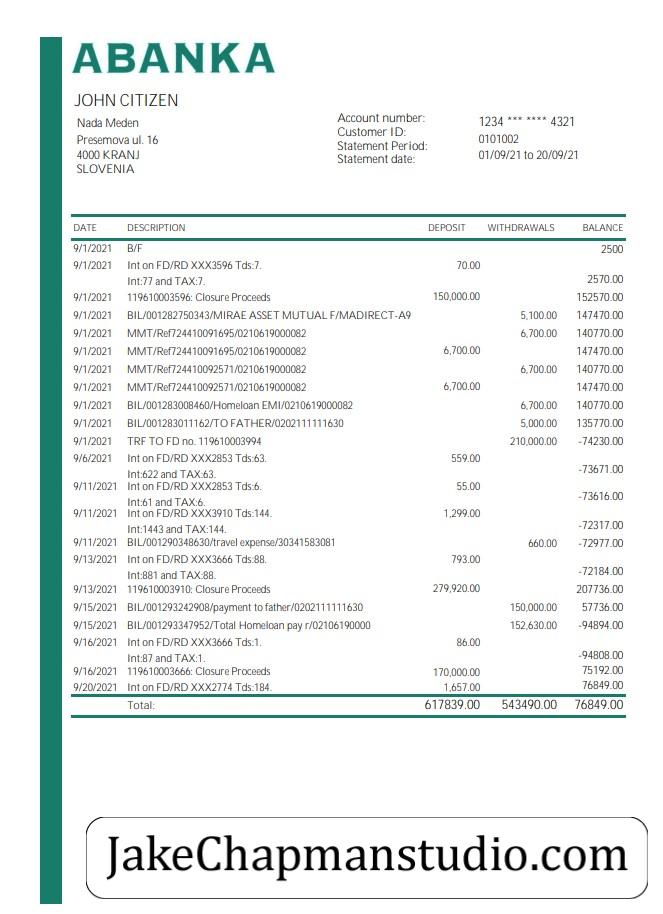 ABANKA
JOHN CITIZEN
Nada Meden
Presemova ul. 16
4000 KRANJ
SLOVENIA
Account number: 1234 *** **** 4321
Customer ID: 0101002
Statement Period: 01/09/21 to 20/09/21
Statement date:
DATE DESCRIPTION DEPOSIT WITHDRAWALS BALANCE
9/1/2021 B/F 2500
9/1/2021 Int on FD/RD XXX3596 Tds:7. 70.00
Int:77 and TAX:7. 2570.00
9/1/2021 119610003596: Closure Proceeds 150,000.00 152570.00
9/1/2021 BIL/001282750343/MIRAE ASSET MUTUAL F/MADIRECT-A9 5,100.00 147470.00
9/1/2021 MMT/Ref724410091695/0210619000082 6,700.00 140770.00
9/1/2021 MMT/Ref724410091695/0210619000082 6,700.00 147470.00
9/1/2021 MMT/Ref724410092571/0210619000082 6,700.00 140770.00
9/1/2021 MMT/Ref724410092571/0210619000082 6,700.00 147470.00
9/1/2021 BIL/001283008460/Homeloan EMI/0210619000082 6,700.00 140770.00
9/1/2021 BIL/001283011162/TO FATHER/0202111111630 5,000.00 135770.00
9/1/2021 TRF TO FD no. 119610003994 210,000.00 -74230.00
9/6/2021 Int on FD/RD XXX2853 Tds:63. 559.00
Int:622 and TAX:63. -73671.00
9/11/2021 Int on FD/RD XXX2853 Tds:6. 55.00
Int:61 and TAX:6. -73616.00
9/11/2021 Int on FD/RD XXX3910 Tds:144. 1,299.00
Int:1443 and TAX:144. -72317.00
9/11/2021 BIL/001290348630/travel expense/30341583081 660.00 -72977.00
9/13/2021 Int on FD/RD XXX3666 Tds:88. 793.00
Int:881 and TAX:88. -72184.00
9/13/2021 119610003910: Closure Proceeds 279,920.00 207736.00
9/15/2021 BIL/001293242908/payment to father/0202111111630 150,000.00 57736.00
9/15/2021 BIL/001293347952/Total Homeloan pay r/02106190000 152,630.00 -94894.00
9/16/2021 Int on FD/RD XXX3666 Tds:1. 86.00
Int:87 and TAX:1. -94808.00
9/16/2021 119610003666: Closure Proceeds 170,000.00 75192.00
9/20/2021 Int on FD/RD XXX2774 Tds:184. 1,657.00 76849.00
Total: 617839.00 543490.00 76849.00
JakeChapmanstudio.com